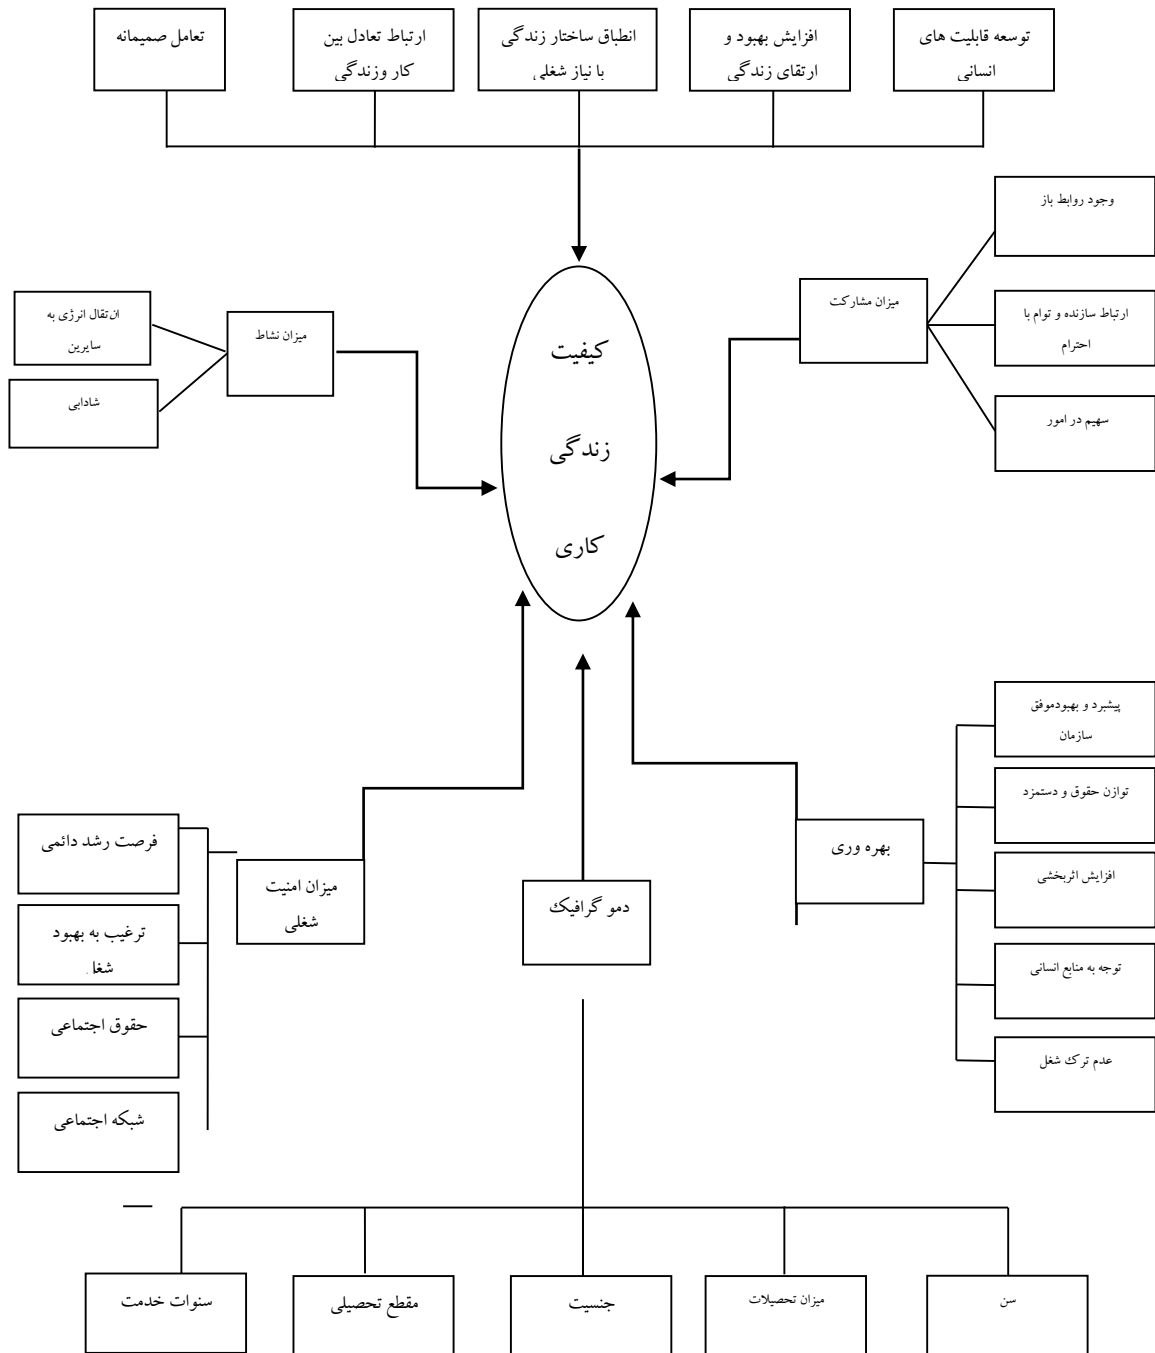 توسعه قابلیت های
انسانی
افزایش بهبود و
ارتقای زندگی
انطباق ساختار زندگی
با نیاز شغلی
ارتباط تعادل بین
کار وزندگی
تعامل صمیمانه
وجود روابط باز
ارتباط سازنده و توام با
احترام
سهیم در امور
میزان مشارکت
کیفیت
زندگی
کاری
میزان نشاط
انتقال انرژی به
سایرین
شادابی
پیشبرد و بهبودموفق
سازمان
توازن حقوق و دستمزد
افزایش اثربخشی
توجه به منابع انسانی
عدم ترک شغل
بهره وری
دمو گرافیک
میزان امنیت
شغلی
فرصت رشد دائمی
ترغیب به بهبود
شغل
حقوق اجتماعی
شبکه اجتماعی
سن
میزان تحصیلات
جنسیت
مقطع تحصیلی
سنوات خدمت